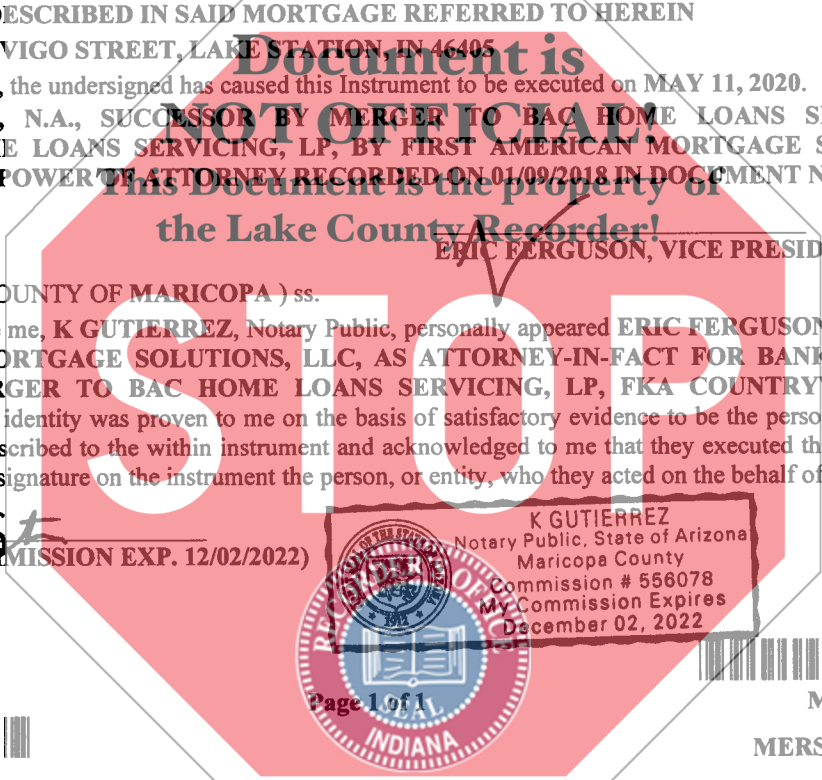 DESCRIBED IN SAID MORTGAGE REFERRED TO HEREIN
VIGO STREET, LAKE STATION, IN 46405
Document is
, the undersigned has caused this Instrument to be executed on MAY 11, 2020.
NOT OFFICIAL!
, N.A., SUCCESSOR BY MERGER TO BAC HOME LOANS S
E LOANS SERVICING, LP, BY FIRST AMERICAN MORTGAGE S
POWER OF ATTORNEY RECORDED ON 01/09/2018 IN DOCUMENT N
This Document is the property of
the Lake County Recorder!
ERIC FERGUSON, VICE PRESID
OUNTY OF MARICOPA ) ss.
e me, K GUTIERREZ, Notary Public, personally appeared ERIC FERGUSON
ORTGAGE SOLUTIONS, LLC, AS ATTORNEY-IN-FACT FOR BANK
RGER TO BAC HOME LOANS SERVICING, LP, FKA COUNTRY
STOP
identity was proven to me on the basis of satisfactory evidence to be the perso
scribed to the within instrument and acknowledged to me that they executed th
signature on the instrument the person, or entity, who they acted on the behalf of
MISSION EXP. 12/02/2022)
K GUTIERREZ
Notary Public, State of Arizona
Maricopa County
Commission # 556078
My Commission Expires
December 02, 2022
1912
RECORDER OFFICE
SEAL
INDIANA
Page 1 of 1
M
MERS